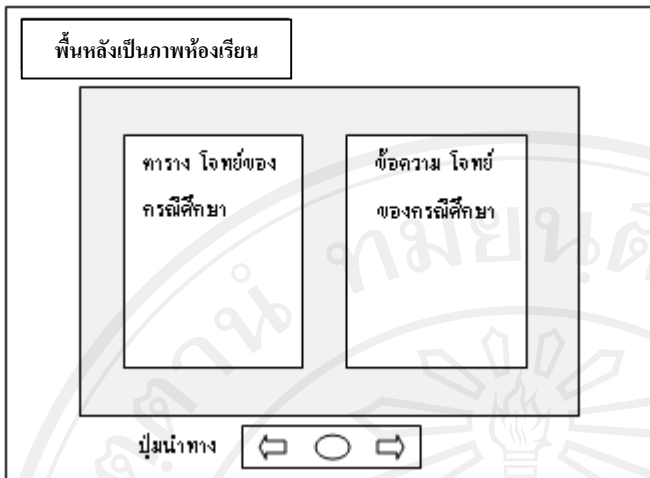 พื้นหลังเป็นภาพห้องเรียน
ตาราง โจทย์ของ
กรณีศึกษา
ข้อความ โจทย์
ของกรณีศึกษา
ปุ่มนำทาง